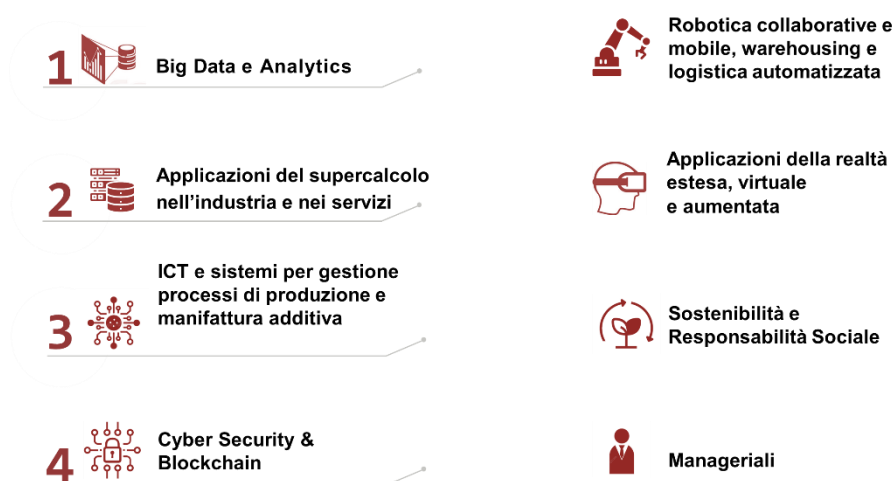 1
Big Data e Analytics
2
Applicazioni del supercalcolo
nell'industria e nei servizi
3
ICT e sistemi per gestione
processi di produzione e
manifattura additiva
4
Cyber Security &
Blockchain
Robotica collaborative e
mobile, warehousing e
logistica automatizzata
Applicazioni della realtà
estesa, virtuale
e aumentata
Sostenibilità e
Responsabilità Sociale
Manageriali